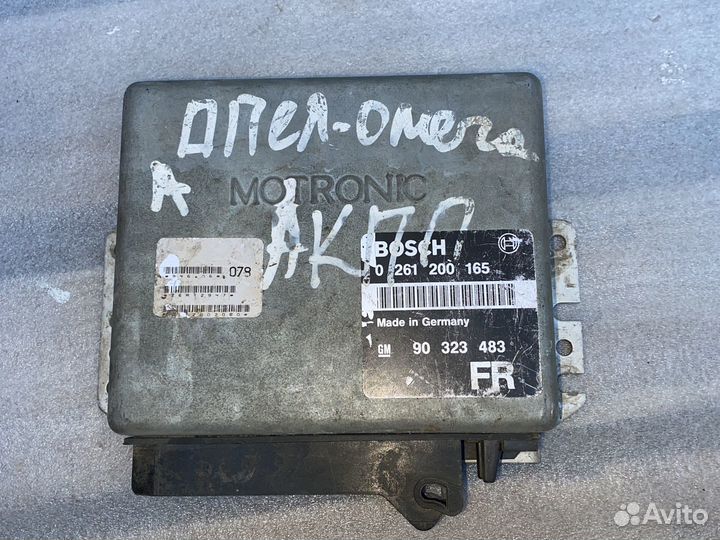 ОПЕЛ-Омега
А
MOTRONIC
АКПП
079
BOSCH
0 261 200 165
Made in Germany
GM 90 323 483
FR
Avito